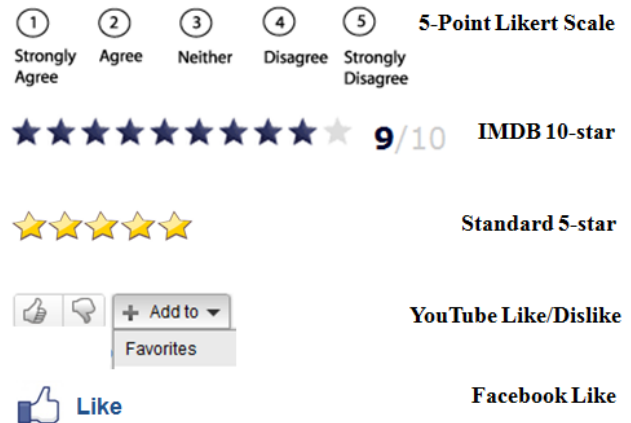 1 2 3 4 5 5-Point Likert Scale
Strongly Agree Neither Disagree Strongly
Agree Disagree
9/10 IMDB 10-star
Standard 5-star
+ Add to YouTube Like/Dislike
Favorites
Like Facebook Like